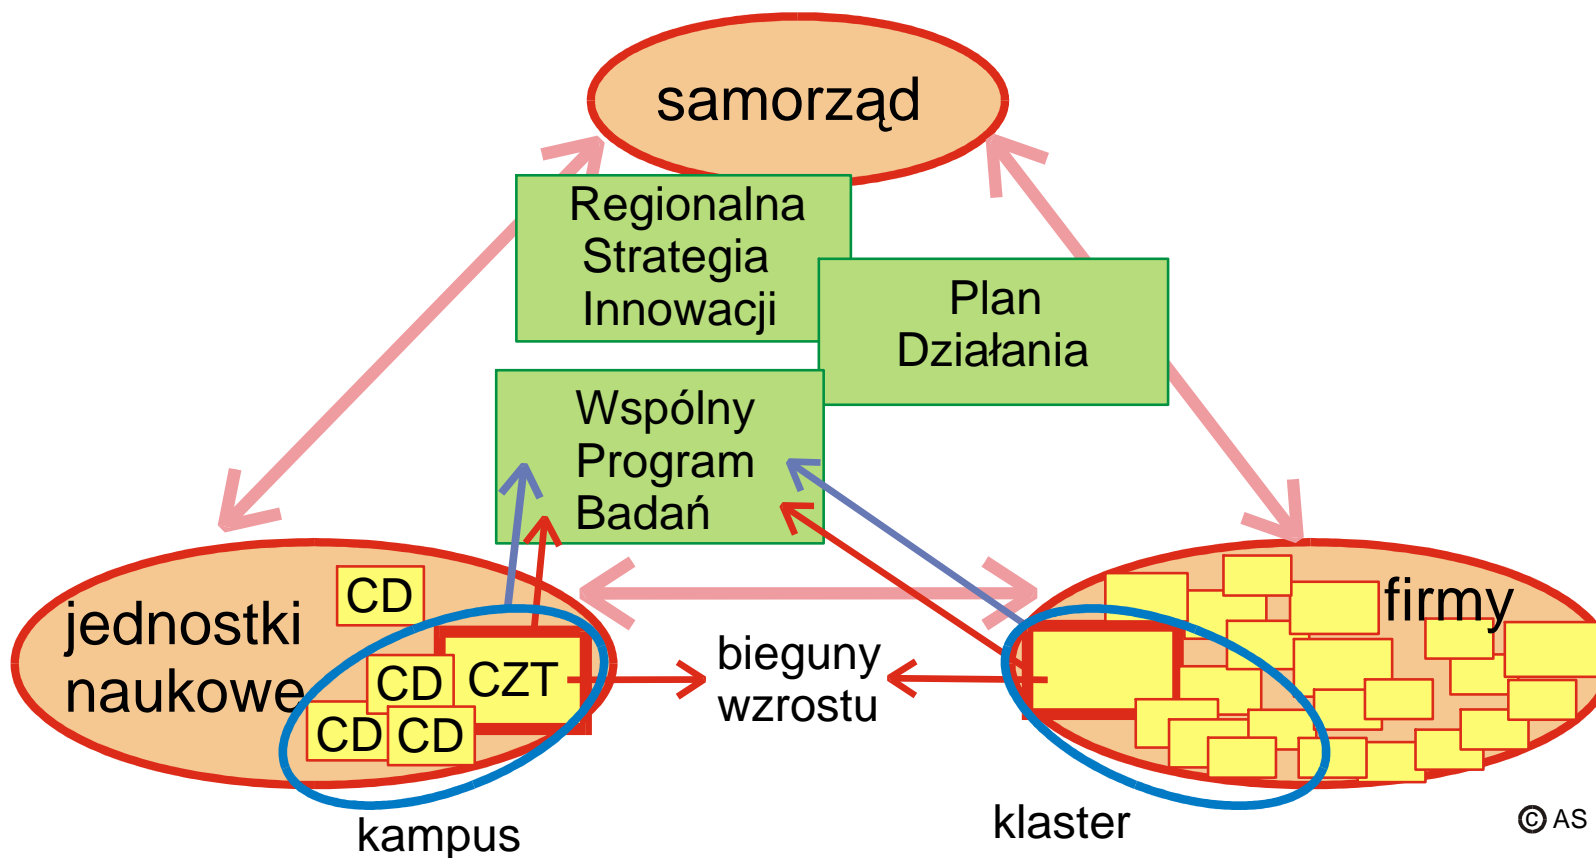 samorząd
Regionalna
Strategia
Innowacji
Plan
Działania
Wspólny
Program
Badań
jednostki
naukowe
CD
CD
CZT
CD
CD
bieguny
wzrostu
firmy
kampus
klaster
© AS